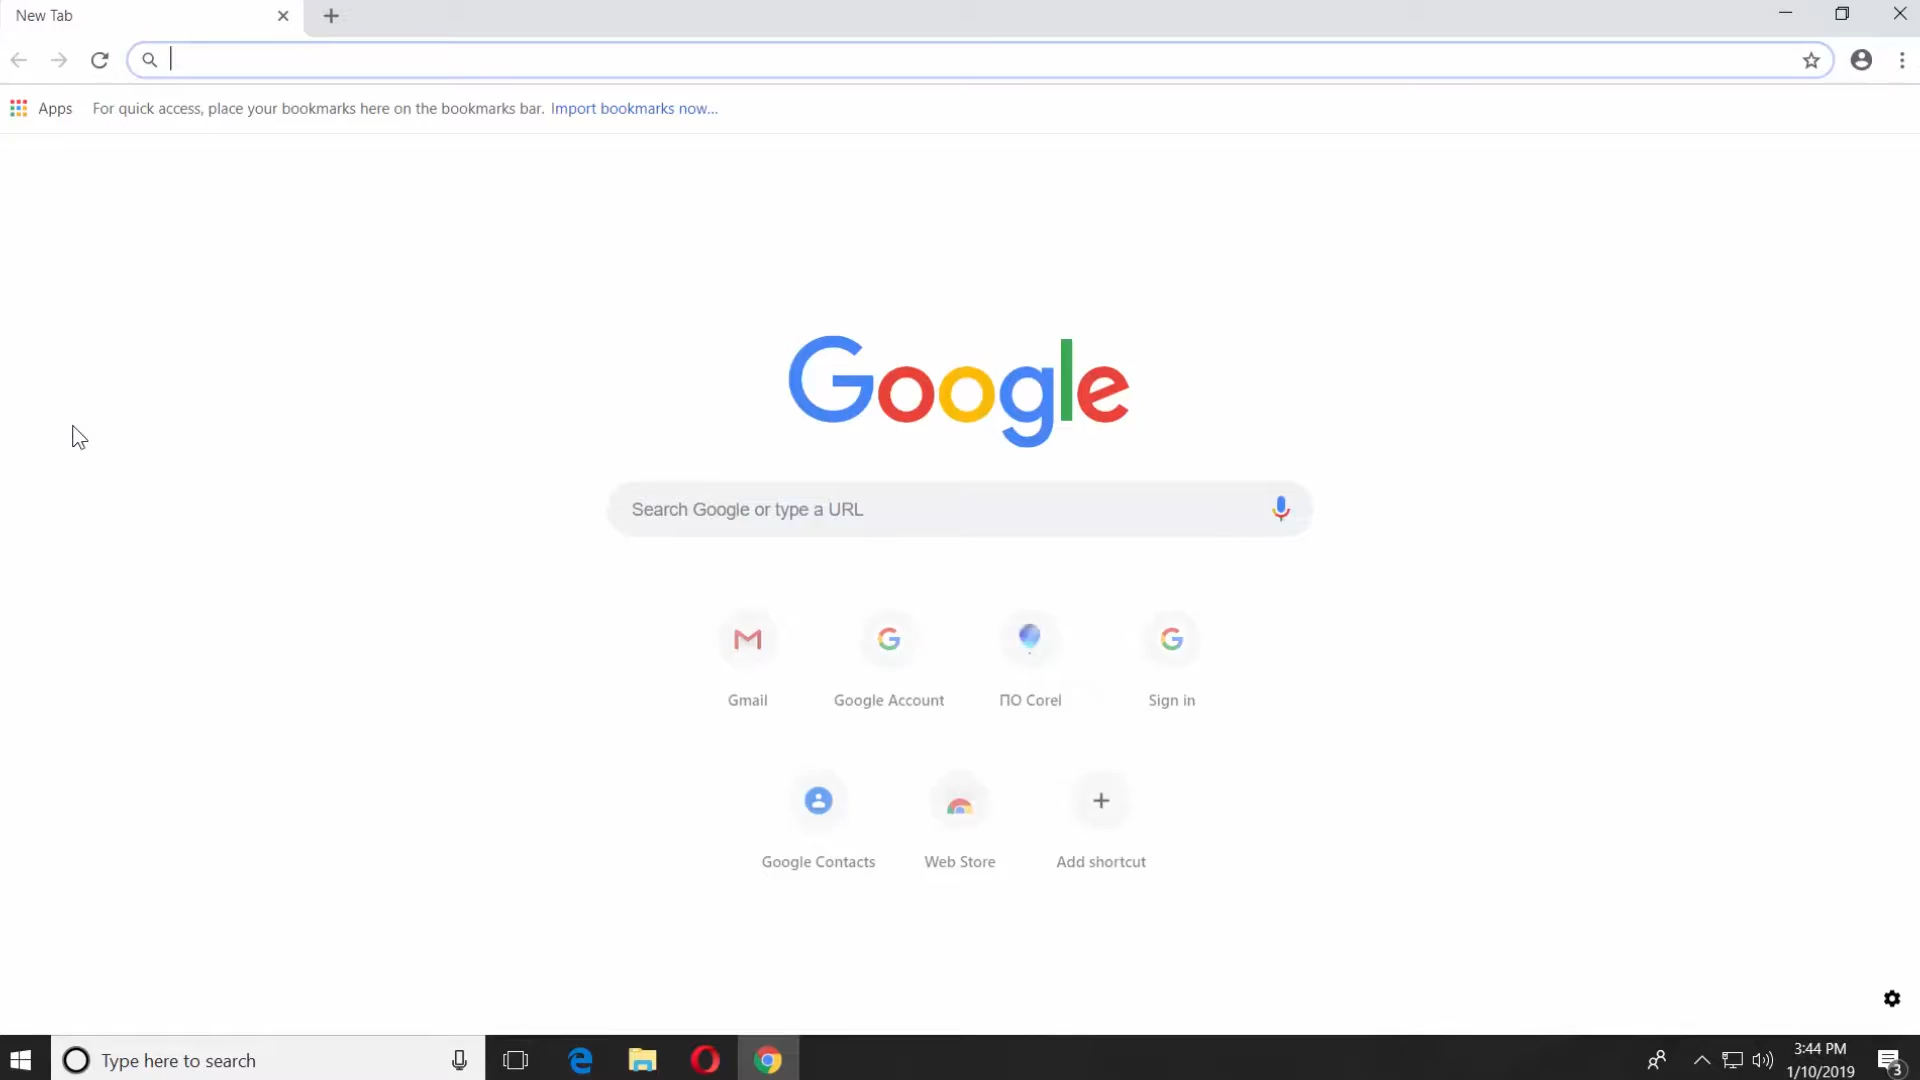 New Tab
Apps For quick access, place your bookmarks here on the bookmarks bar. Import bookmarks now...
Google
Search Google or type a URL
Gmail Google Account ПО Corel Sign in
Google Contacts Web Store Add shortcut
Type here to search
3:44 PM
1/10/2019
3